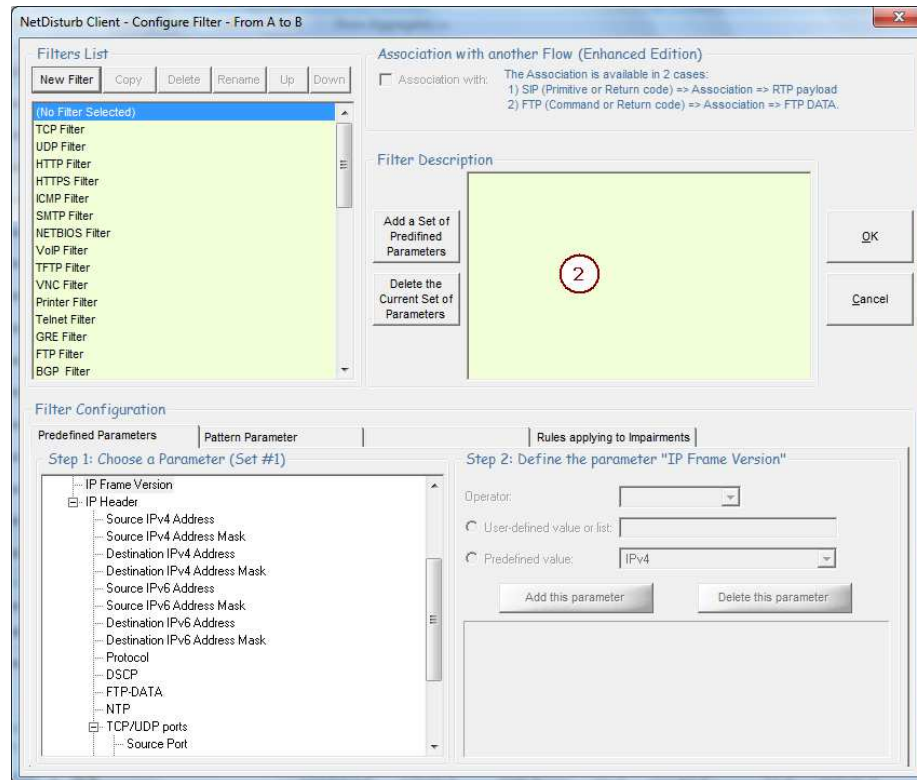 NetDisturb Client - Configure Filter - From A to B
Filters List
New Filter Copy Delete Rename Up Down
(No Filter Selected)
TCP Filter
UDP Filter
HTTP Filter
HTTPS Filter
ICMP Filter
SMTP Filter
NETBIOS Filter
VoIP Filter
TFTP Filter
VNC Filter
Printer Filter
Telnet Filter
GRE Filter
FTP Filter
BGP Filter
Association with another Flow (Enhanced Edition)
Association with:
The Association is available in 2 cases:
1) SIP (Primitive or Return code) => Association => RTP payload
2) FTP (Command or Return code) => Association => FTP DATA.
Filter Description
Add a Set of
Predifined
Parameters
Delete the
Current Set of
Parameters
2
OK
Cancel
Filter Configuration
Predefined Parameters Pattern Parameter Rules applying to Impairments
Step 1: Choose a Parameter (Set #1)
IP Frame Version
IP Header
Source IPv4 Address
Source IPv4 Address Mask
Destination IPv4 Address
Destination IPv4 Address Mask
Source IPv6 Address
Source IPv6 Address Mask
Destination IPv6 Address
Destination IPv6 Address Mask
Protocol
DSCP
FTP-DATA
NTP
TCP/UDP ports
Source Port
Step 2: Define the parameter "IP Frame Version"
Operator:
User-defined value or list:
Predefined value: IPv4
Add this parameter Delete this parameter